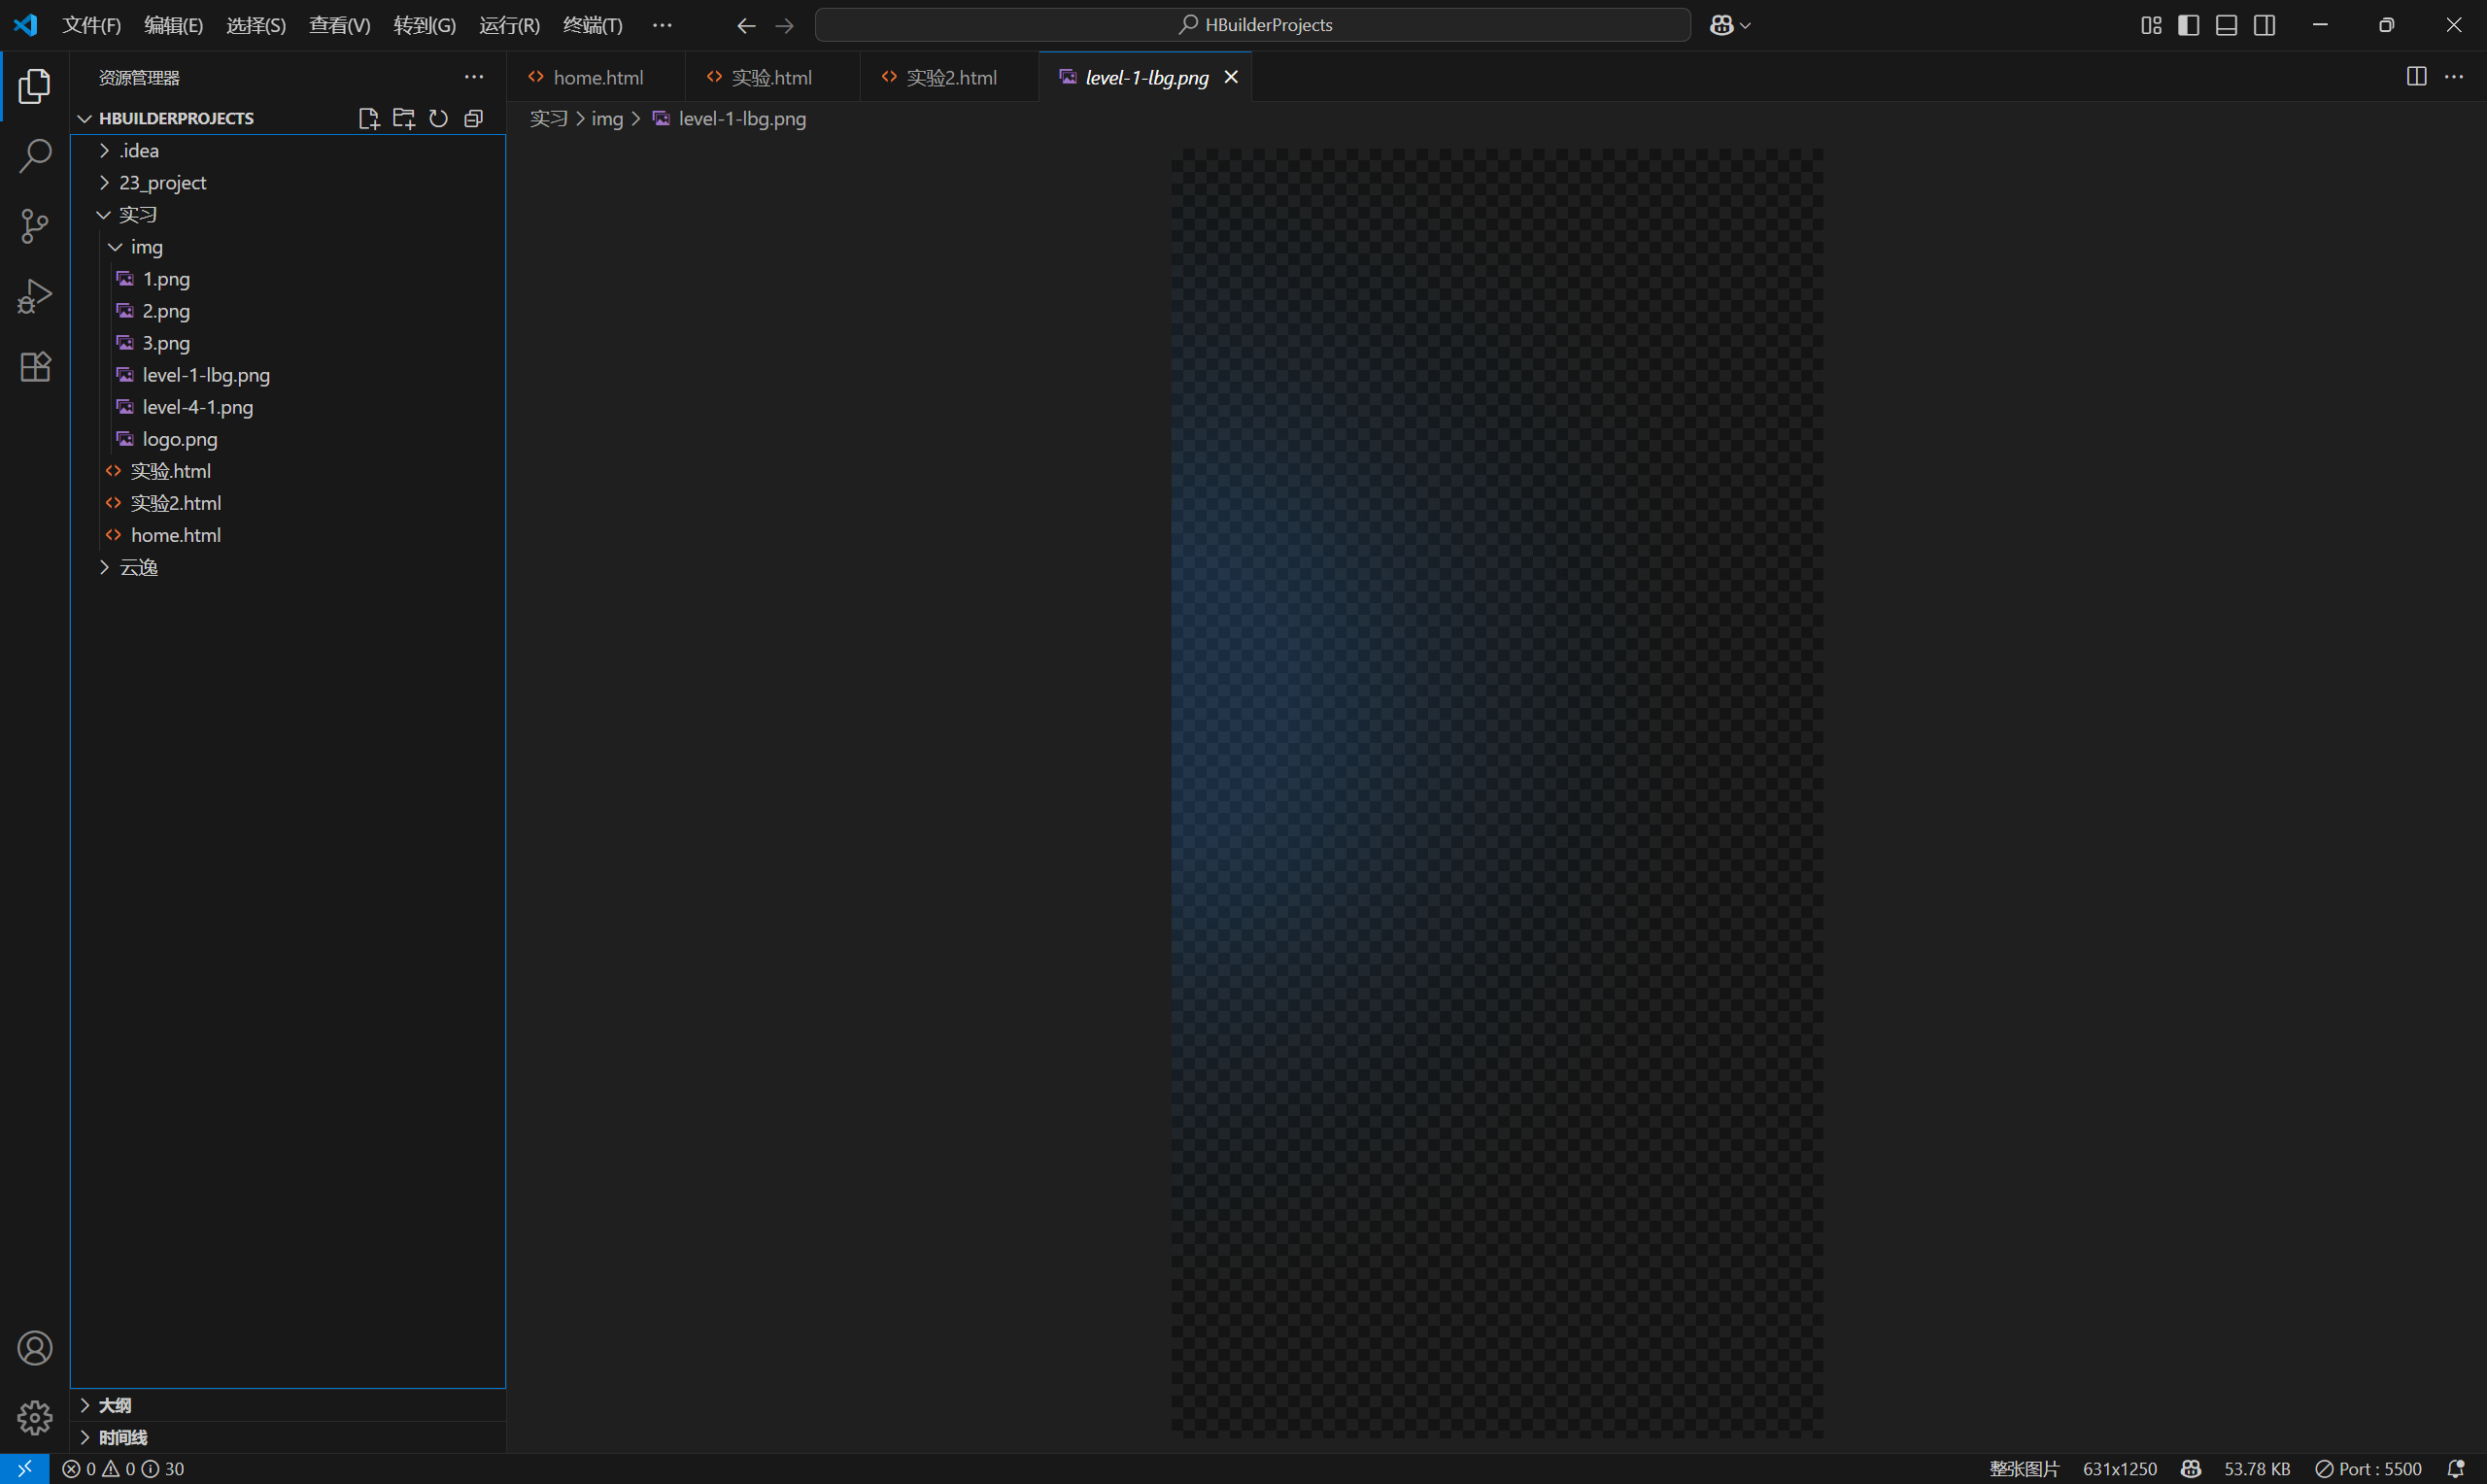 文件(F) 编辑(E) 选择(S) 查看(V) 转到(G) 运行(R) 终端(T) ··· HBuilderProjects
资源管理器 ···
home.html 实验.html 实验2.html level-1-lbg.png
HBUILDERPROJECTS
实习 > img > level-1-lbg.png
.idea
23_project
实习
img
1.png
2.png
3.png
level-1-lbg.png
level-4-1.png
logo.png
实验.html
实验2.html
home.html
云逸
大纲
时间线
0 0 30 整张图片 631x1250 53.78 KB Port : 5500